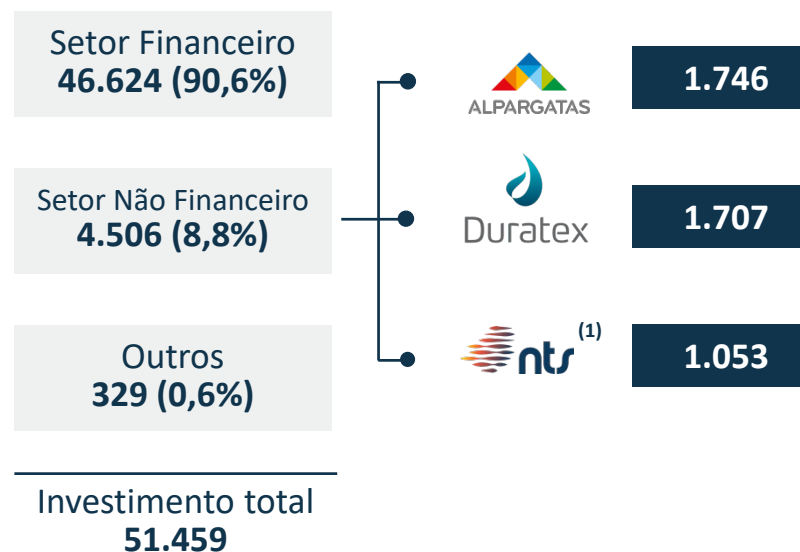 Setor Financeiro
46.624 (90,6%)
ALPARGATAS
1.746
Setor Não Financeiro
4.506 (8,8%)
Duratex
1.707
nts (1)
1.053
Outros
329 (0,6%)
Investimento total
51.459